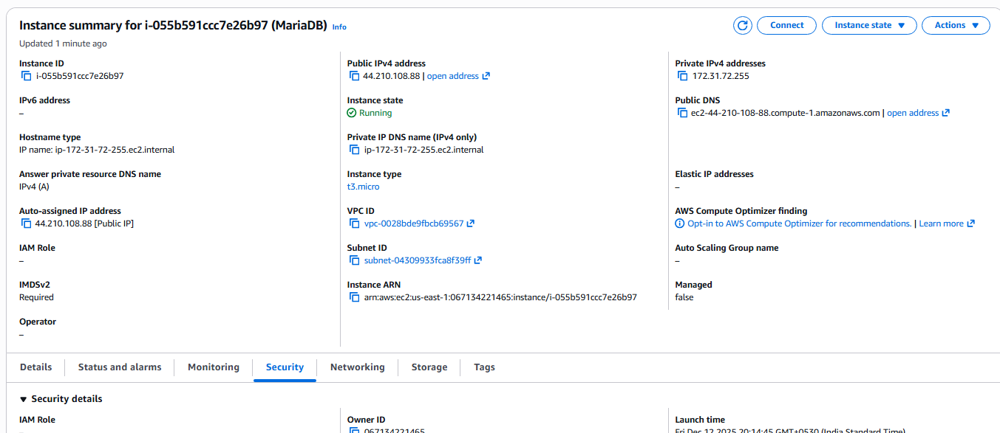 Instance summary for i-055b591ccc7e26b97 (MariaDB) Info
Connect
Instance state
Actions
Updated 1 minute ago
Instance ID
i-055b591ccc7e26b97
Public IPv4 address
44.210.108.88 | open address
Private IPv4 addresses
172.31.72.255
IPv6 address
–
Instance state
Running
Public DNS
ec2-44-210-108-88.compute-1.amazonaws.com | open address
Hostname type
IP name: ip-172-31-72-255.ec2.internal
Private IP DNS name (IPv4 only)
ip-172-31-72-255.ec2.internal
Answer private resource DNS name
IPv4 (A)
Instance type
t3.micro
Elastic IP addresses
–
Auto-assigned IP address
44.210.108.88 [Public IP]
VPC ID
vpc-0028bde9fbcb69567
AWS Compute Optimizer finding
Opt-in to AWS Compute Optimizer for recommendations. | Learn more
IAM Role
–
Subnet ID
subnet-04309933fca8f39ff
Auto Scaling Group name
–
IMDSv2
Required
Instance ARN
arn:aws:ec2:us-east-1:067134221465:instance/i-055b591ccc7e26b97
Managed
false
Operator
–
Details
Status and alarms
Monitoring
Security
Networking
Storage
Tags
Security details
IAM Role
–
Owner ID
067134221465
Launch time
Fri Dec 12 2025 20:14:45 GMT+0530 (India Standard Time)